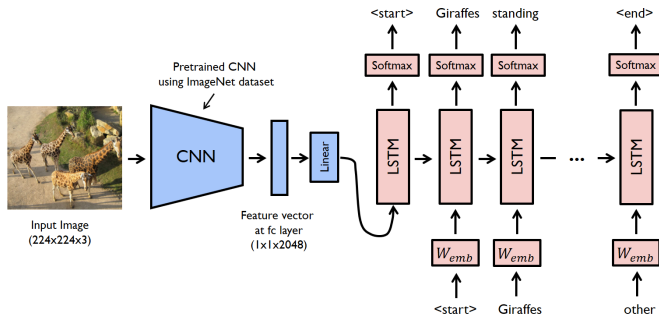 <start>
Giraffes
standing
<end>
Softmax
Softmax
Softmax
Softmax
Pretrained CNN
using ImageNet dataset
CNN
Linear
LSTM
LSTM
LSTM
...
LSTM
Input Image
(224x224x3)
Feature vector
at fc layer
(1x1x2048)
W_emb
W_emb
W_emb
<start>
Giraffes
other